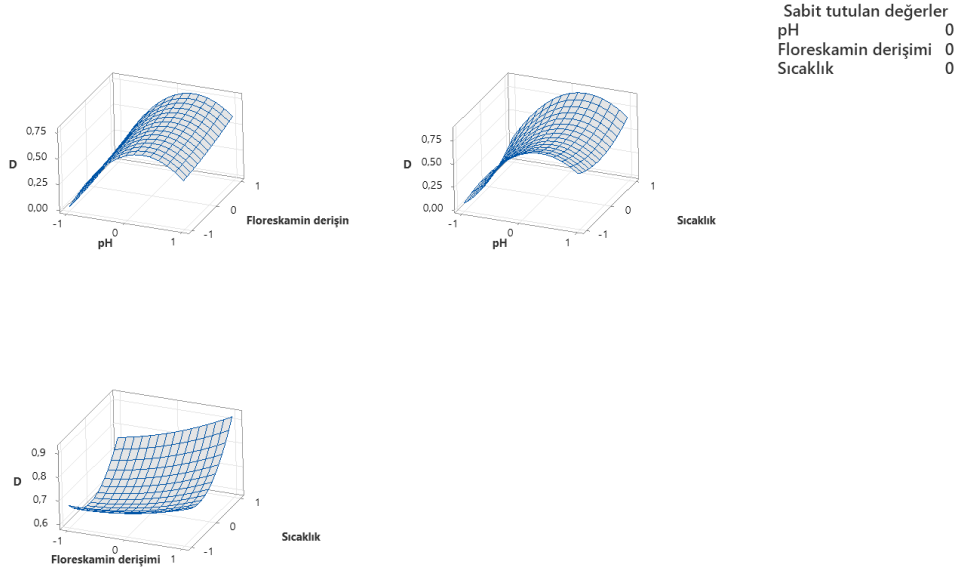 Sabit tutulan değerler
pH 0
Floreskamin derişimi 0
Sıcaklık 0
0,75
D 0,50
0,25
0,00
-1
0
1
pH
-1
0
1
Floreskamin derişin
0,75
D 0,50
0,25
0,00
-1
0
1
pH
-1
0
1
Sıcaklık
0,9
D 0,8
0,7
0,6
-1
0
1
Floreskamin derişimi
-1
0
1
Sıcaklık